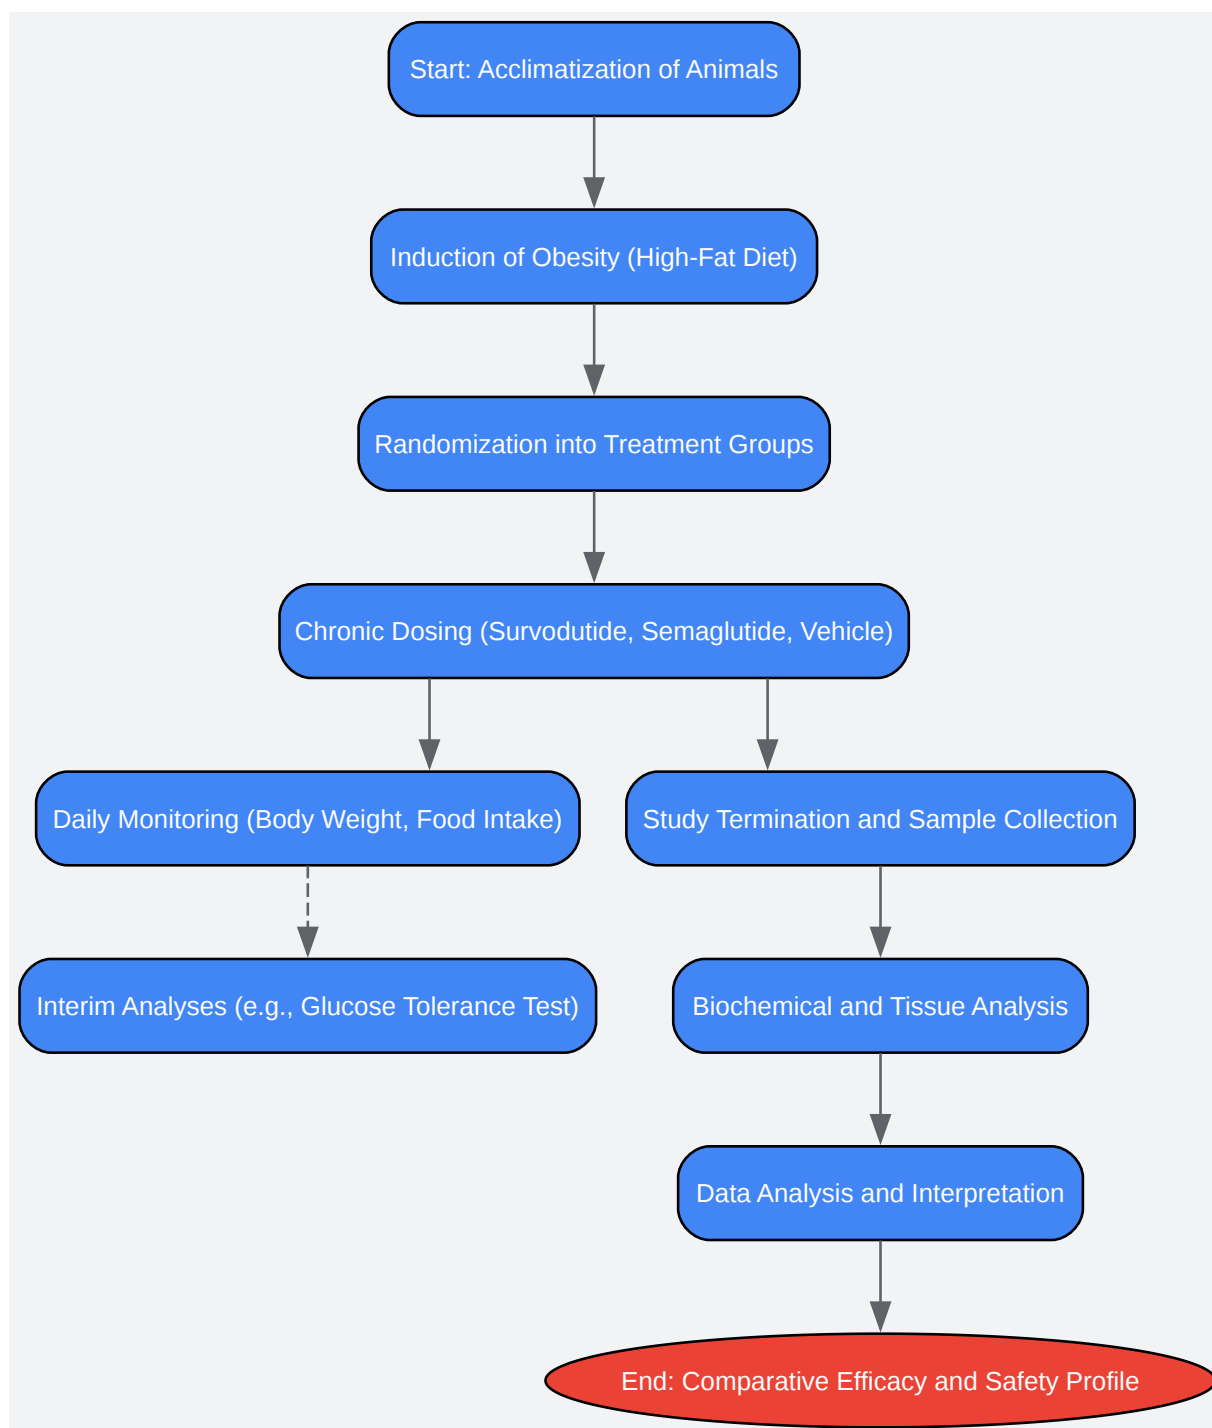 Start: Acclimatization of Animals
Induction of Obesity (High-Fat Diet)
Randomization into Treatment Groups
Chronic Dosing (Survodutide, Semaglutide, Vehicle)
Daily Monitoring (Body Weight, Food Intake)
Study Termination and Sample Collection
Interim Analyses (e.g., Glucose Tolerance Test)
Biochemical and Tissue Analysis
Data Analysis and Interpretation
End: Comparative Efficacy and Safety Profile